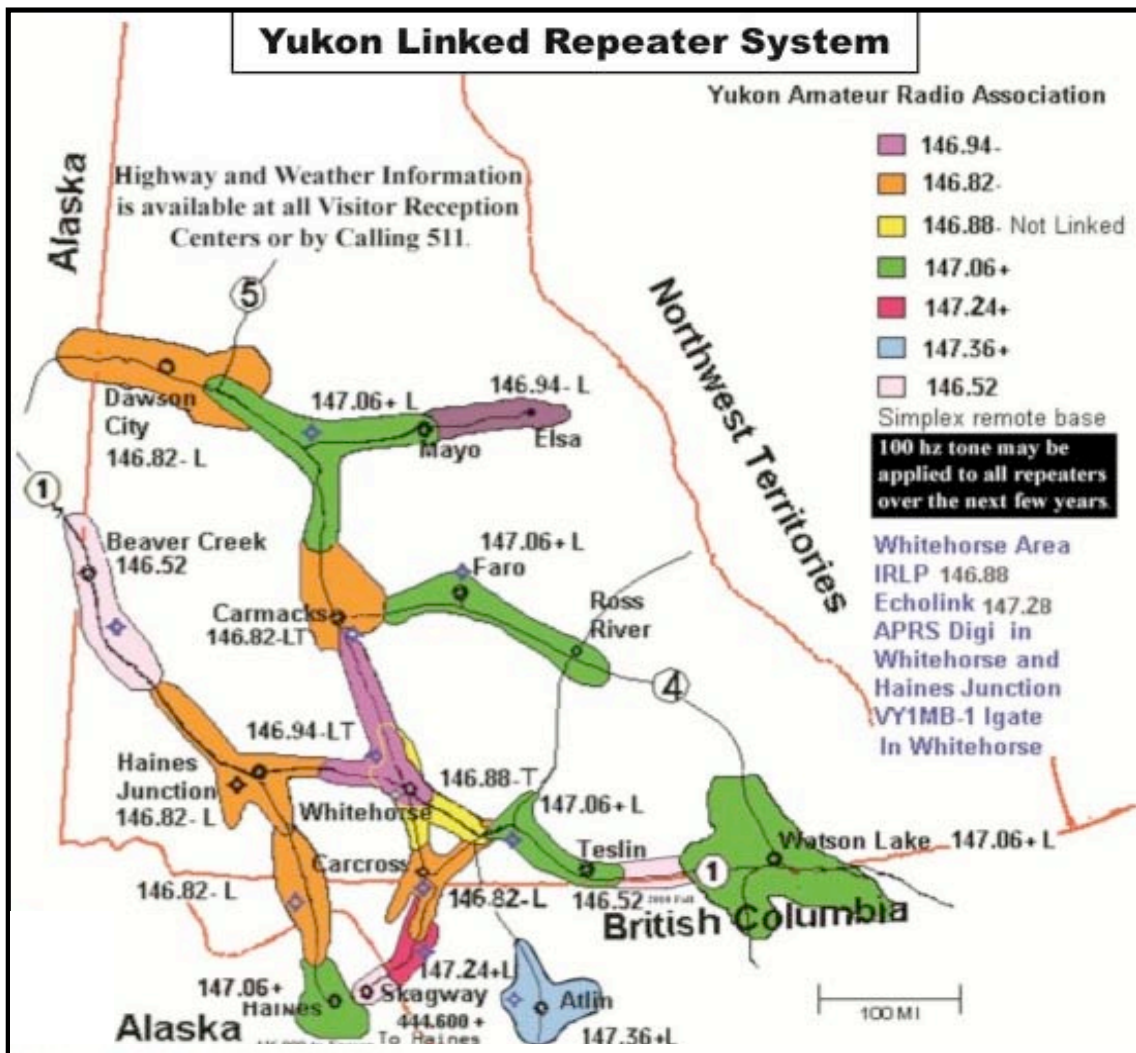 Yukon Linked Repeater System
Yukon Amateur Radio Association
146.94-
146.82-
146.88- Not Linked
147.06+
147.24+
147.36+
146.52
Simplex remote base
100 hz tone may be
applied to all repeaters
over the next few years.
Whitehorse Area
IRLP 146.88
Echolink 147.28
APRS Digi in
Whitehorse and
Haines Junction
VY1MB-1 Igate
In Whitehorse
Alaska
Highway and Weather Information
is available at all Visitor Reception
Centers or by Calling 511.
5
Northwest Territories
Dawson
City
146.82- L
147.06+ L
146.94- L
Mayo
Elsa
1
Beaver Creek
146.52
147.06+ L
Faro
Carmacks
146.82-LT
Ross
River
4
146.94-LT
Haines
Junction
146.82- L
Whitehorse
146.88-T
147.06+ L
Carcross
Teslin
Watson Lake 147.06+ L
1
146.82- L
146.82-L
146.52
British Columbia
147.06+
Haines
147.24+L
Skagway
444.600 +
To Haines
Atlin
147.36+L
Alaska
100 MI